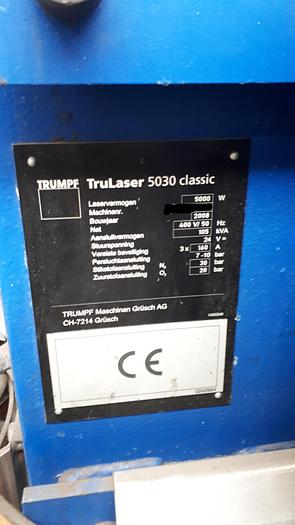 TRUMPF TruLaser 5030 classic
Laservermogen 5000 W
Machinenr.
Bouwjaar 2008
Net 400 V/ 50 Hz
Aansluitvermogen 105 kVA
Stuurspanning 24 V =
Vereiste beveiliging 3 x 160 A
Persluchtaansluiting 7-10 bar
Stikstofaansluiting N₂ 30 bar
Zuurstofaansluiting O₂ 20 bar
TRUMPF Maschinen Grüsch AG
CH-7214 Grüsch
CE